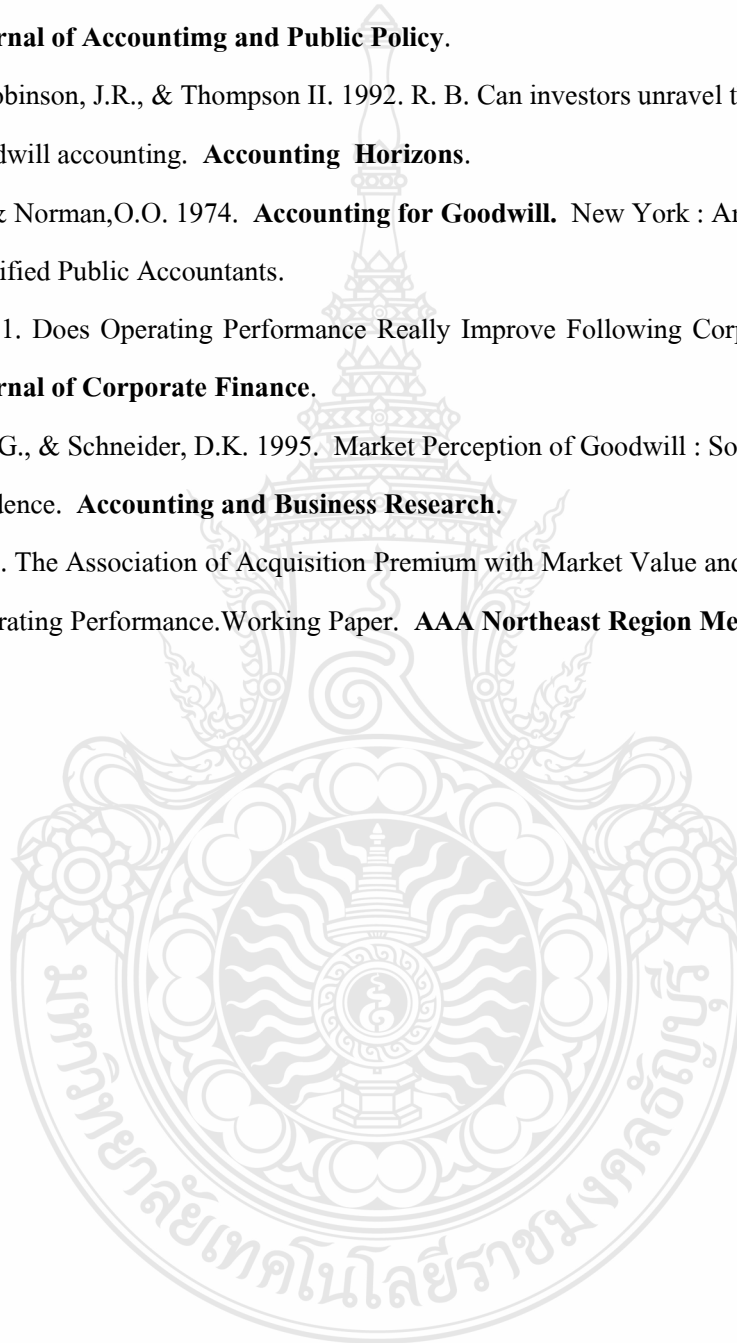 rnal of Accountimg and Public Policy.
obinson, J.R., & Thompson II. 1992. R. B. Can investors unravel t
dwill accounting. Accounting Horizons.
& Norman,O.O. 1974. Accounting for Goodwill. New York : Ar
ified Public Accountants.
1. Does Operating Performance Really Improve Following Corp
rnal of Corporate Finance.
G., & Schneider, D.K. 1995. Market Perception of Goodwill : So
dence. Accounting and Business Research.
. The Association of Acquisition Premium with Market Value and
rating Performance.Working Paper. AAA Northeast Region Me
มหาวิทยาลัยเทคโนโลยีราชมงคลธัญบุรี